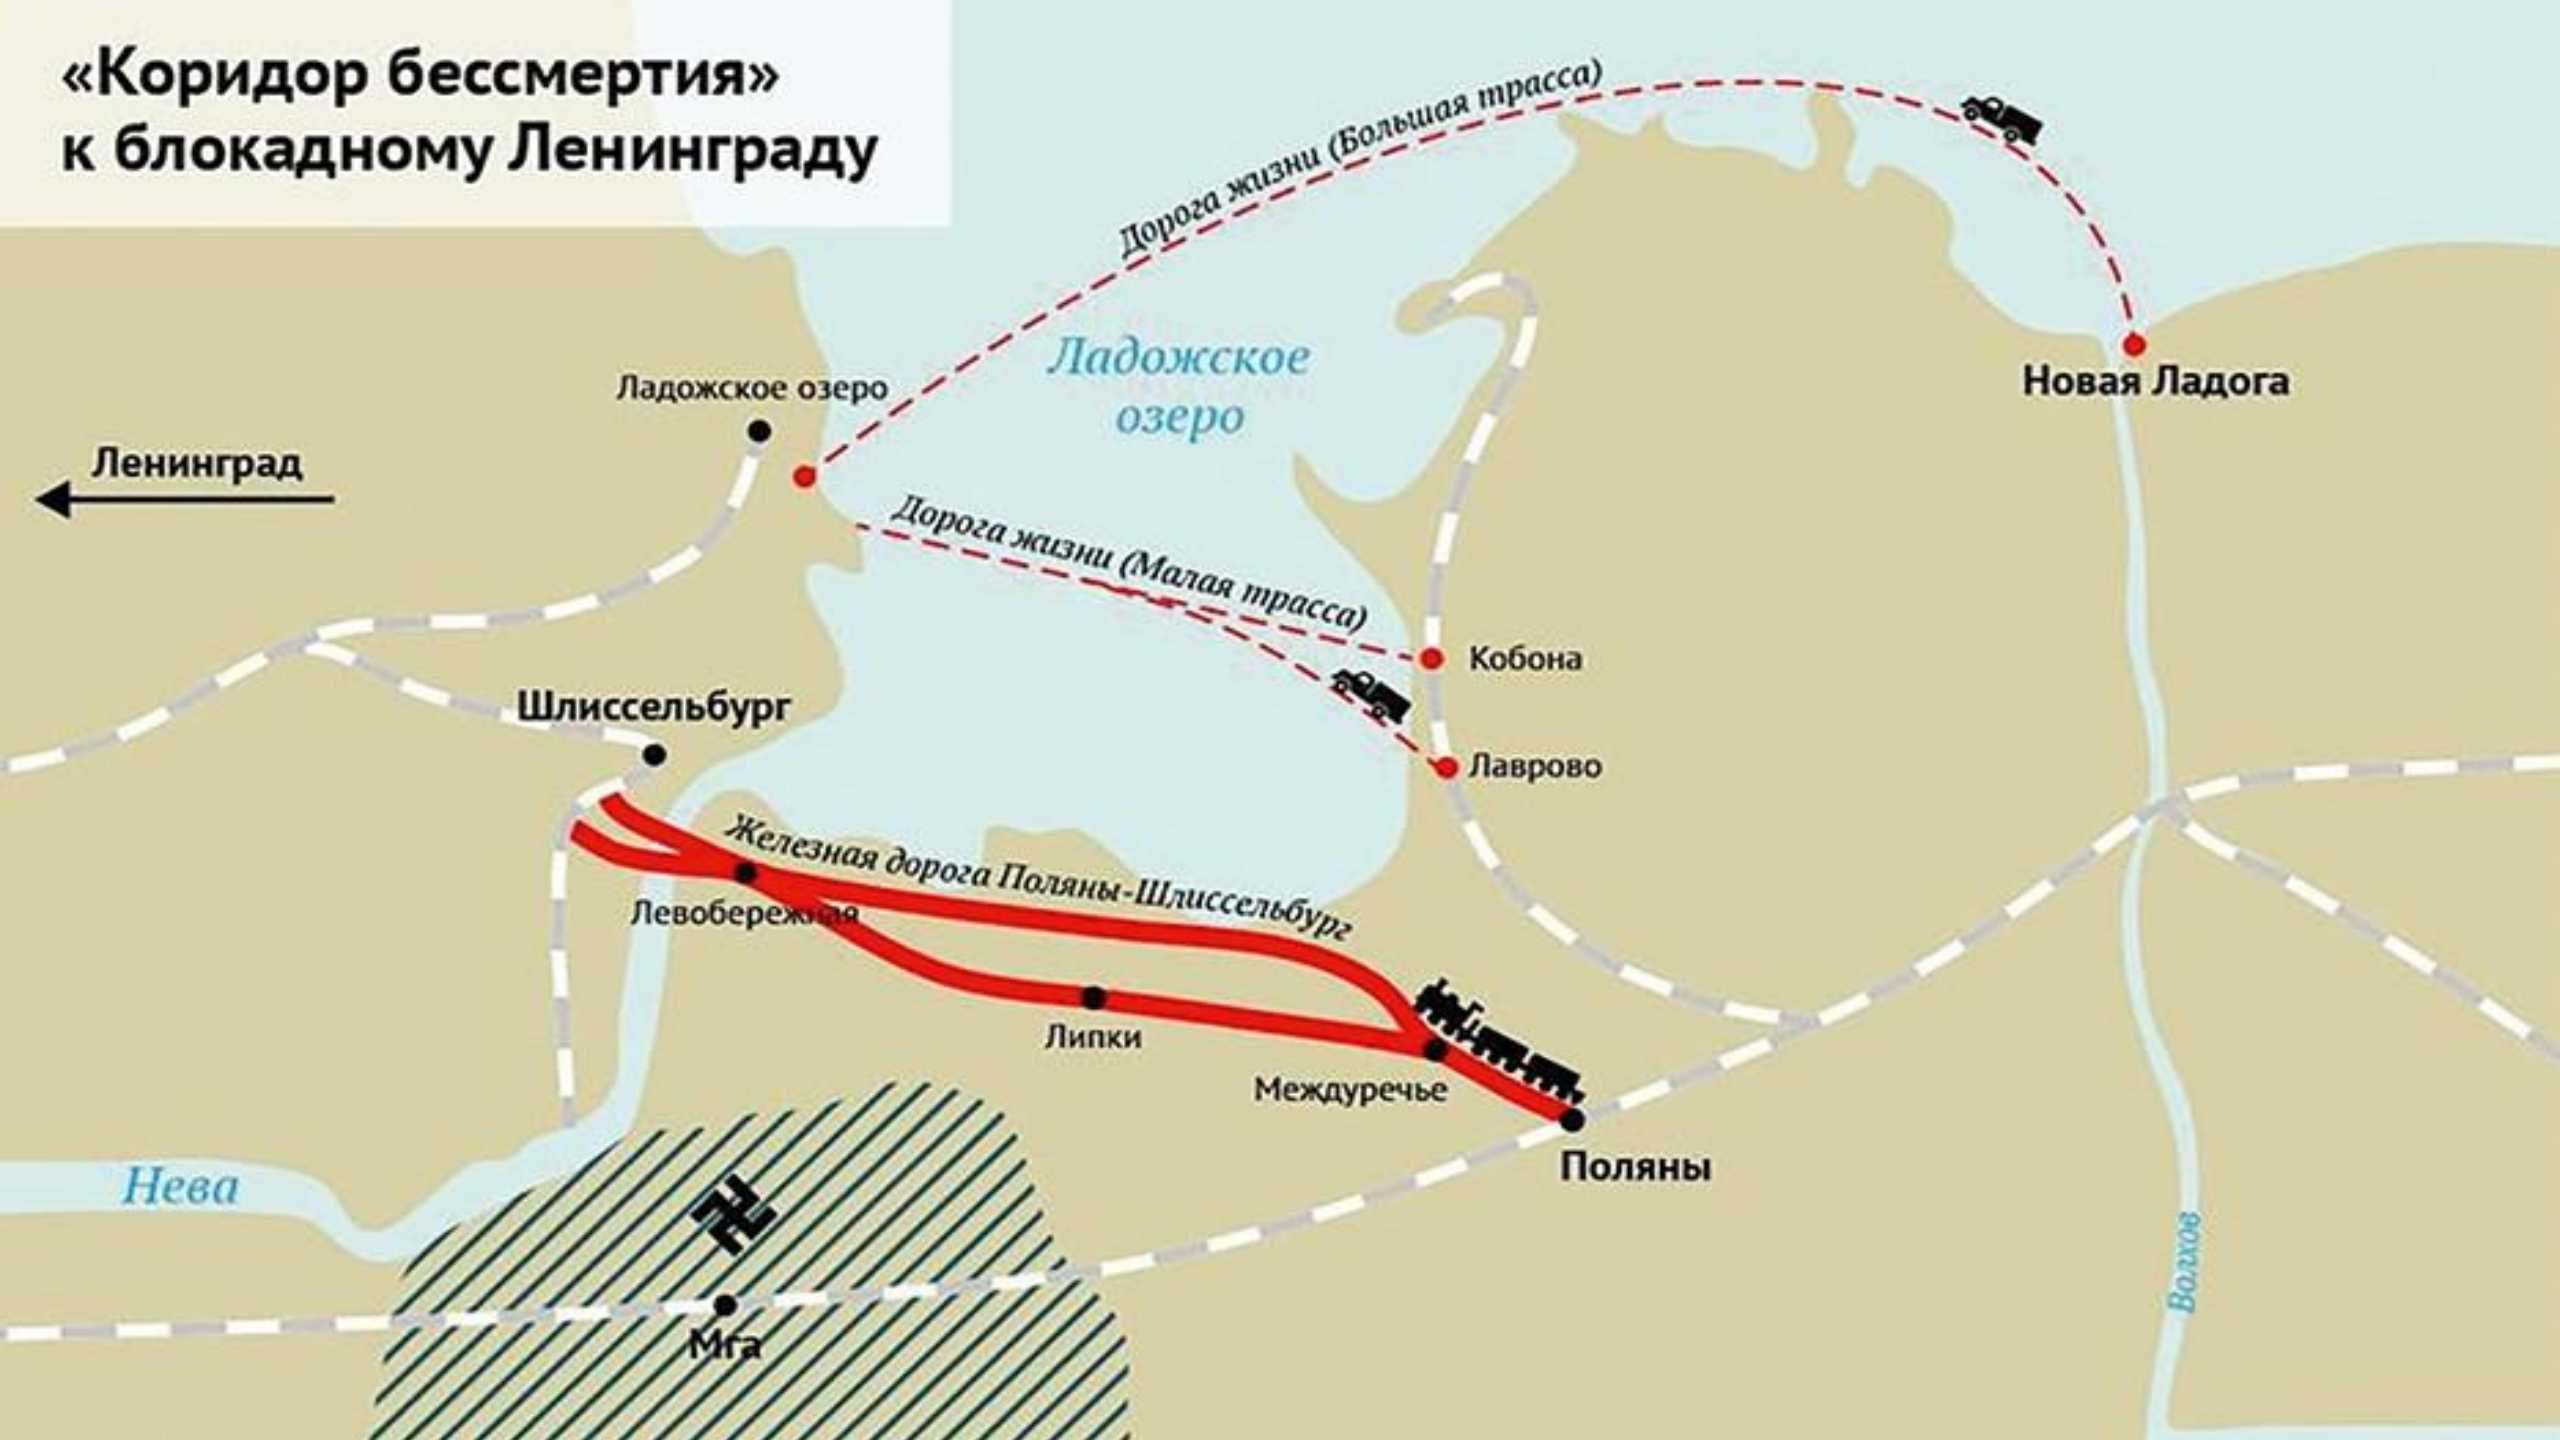 «Коридор бессмертия»
к блокадному Ленинграду
Дорога жизни (Большая трасса)
Ладожское
озеро
Новая Ладога
Ладожское озеро
Ленинград
Дорога жизни (Малая трасса)
Кобона
Шлиссельбург
Лаврово
Железная дорога Поляны-Шлиссельбург
Левобережная
Липки
Междуречье
Поляны
Нева
Волхов
Мга